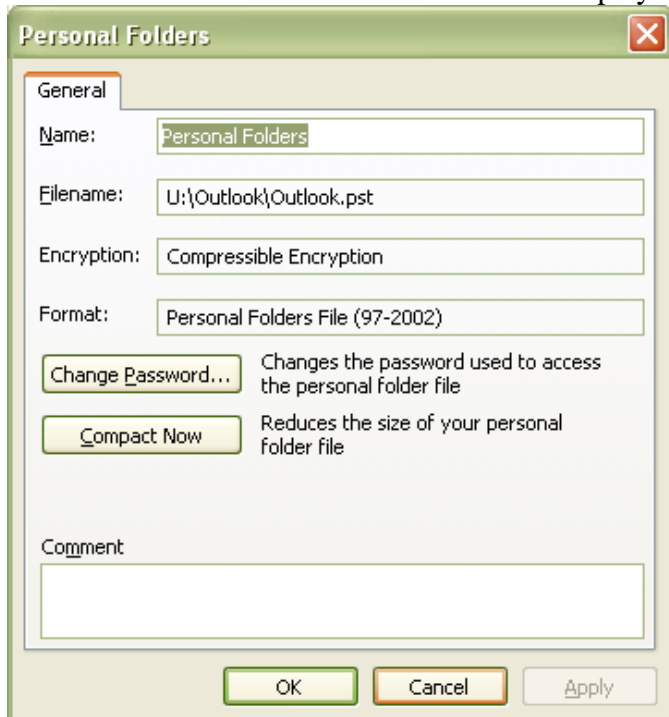 play
Personal Folders
General
Name: Personal Folders
Filename: U:\Outlook\Outlook.pst
Encryption: Compressible Encryption
Format: Personal Folders File (97-2002)
Change Password... Changes the password used to access
the personal folder file
Compact Now Reduces the size of your personal
folder file
Comment
OK Cancel Apply